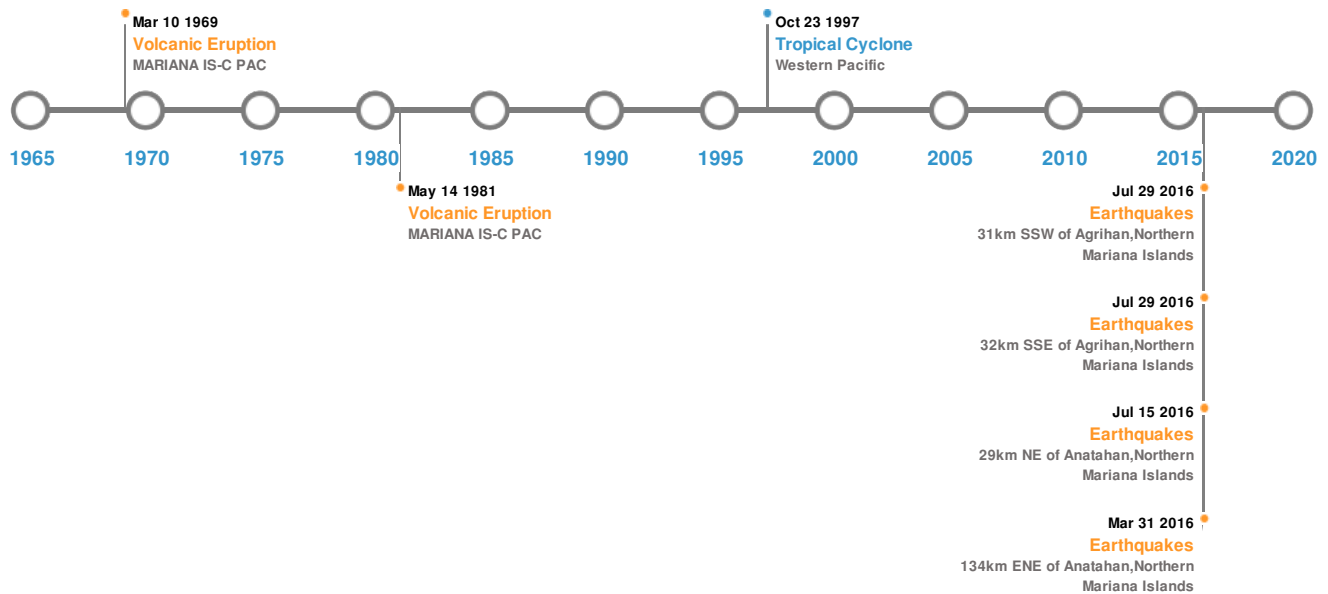 Mar 10 1969
Volcanic Eruption
MARIANA IS-C PAC
Oct 23 1997
Tropical Cyclone
Western Pacific
1965
1970
1975
1980
1985
1990
1995
2000
2005
2010
2015
2020
May 14 1981
Volcanic Eruption
MARIANA IS-C PAC
Jul 29 2016
Earthquakes
31km SSW of Agrihan,Northern
Mariana Islands
Jul 29 2016
Earthquakes
32km SSE of Agrihan,Northern
Mariana Islands
Jul 15 2016
Earthquakes
29km NE of Anatahan,Northern
Mariana Islands
Mar 31 2016
Earthquakes
134km ENE of Anatahan,Northern
Mariana Islands